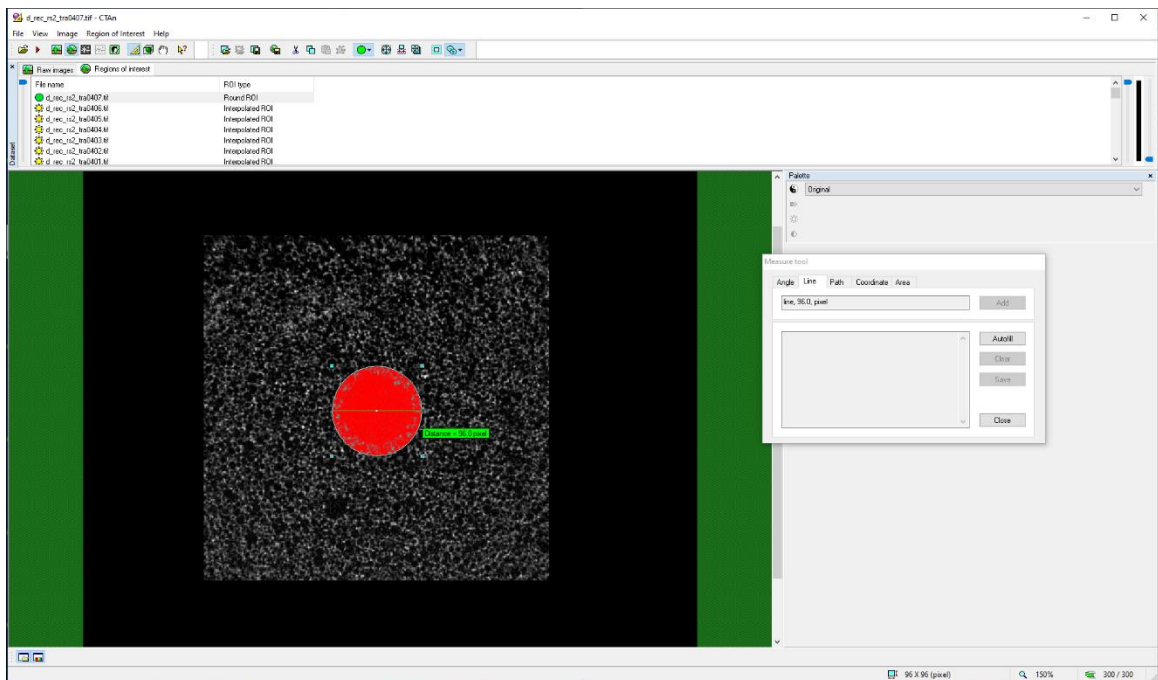 d_rec_rs2_tra0407.tif - CTAn
File View Image Region of Interest Help
Raw images Regions of interest
File name ROI type
d_rec_rs2_tra0407.tif Round ROI
d_rec_rs2_tra0406.tif Interpolated ROI
d_rec_rs2_tra0405.tif Interpolated ROI
d_rec_rs2_tra0404.tif Interpolated ROI
d_rec_rs2_tra0403.tif Interpolated ROI
d_rec_rs2_tra0402.tif Interpolated ROI
d_rec_rs2_tra0401.tif Interpolated ROI
Dataset
Palette
Original
Measure tool
Angle Line Path Coordinate Area
line, 96.0, pixel Add
Autofill
Clear
Save
Close
Distance = 96.0 pixel
96 X 96 (pixel) 150% 300 / 300